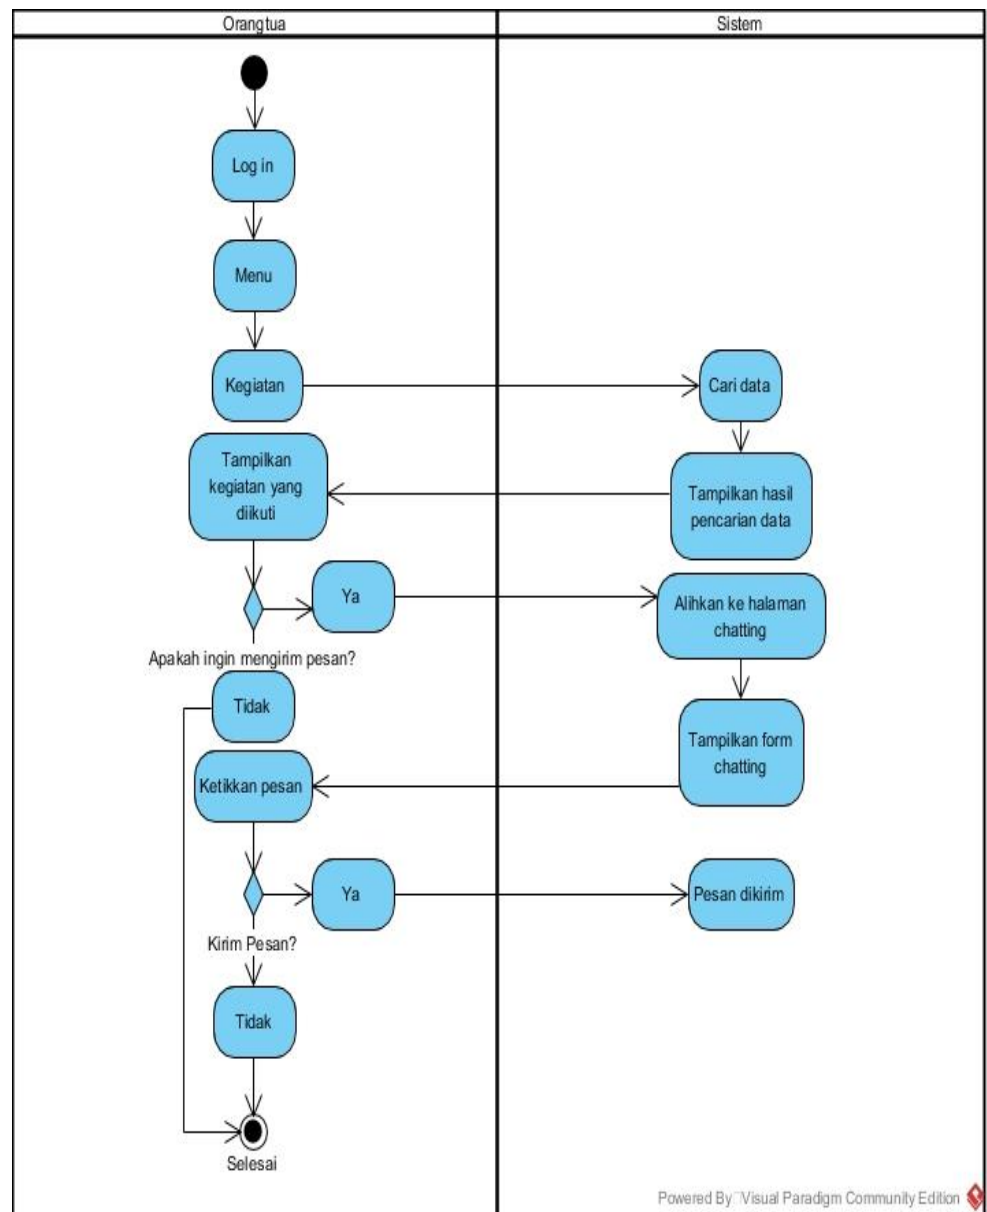 Orangtua
Sistem
Log in
Menu
Kegiatan
Cari data
Tampilkan
kegiatan yang
diikuti
Tampilkan hasil
pencarian data
Ya
Alihkan ke halaman
chatting
Apakah ingin mengirim pesan?
Tidak
Tampilkan form
chatting
Ketikkan pesan
Ya
Pesan dikirim
Kirim Pesan?
Tidak
Selesai
Powered By Visual Paradigm Community Edition